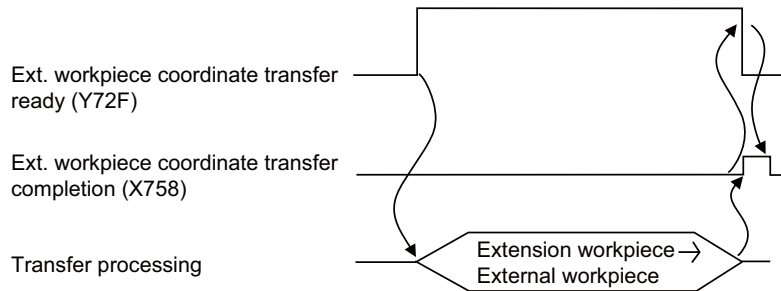 Ext. workpiece coordinate transfer
ready (Y72F)
Ext. workpiece coordinate transfer
completion (X758)
Transfer processing
Extension workpiece →
External workpiece